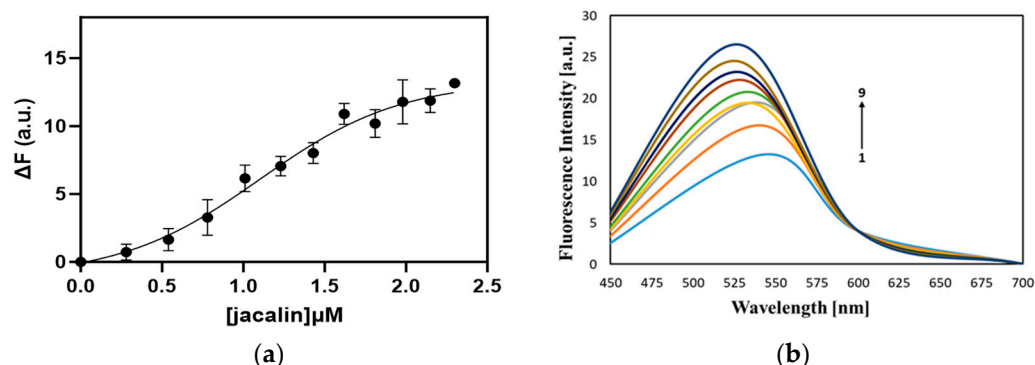 ΔF (a.u.)
15
10
5
0
0.0 0.5 1.0 1.5 2.0 2.5
[jacalin]µM
(a)
Fluorescence Intensity [a.u.]
30
25
20
15
10
5
0
9
1
450 475 500 525 550 575 600 625 650 675 700
Wavelength [nm]
(b)